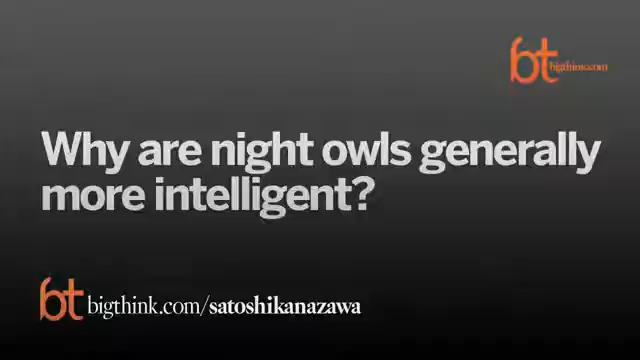 bt bigthink.com
Why are night owls generally
more intelligent?
bt bigthink.com/satoshikanazawa